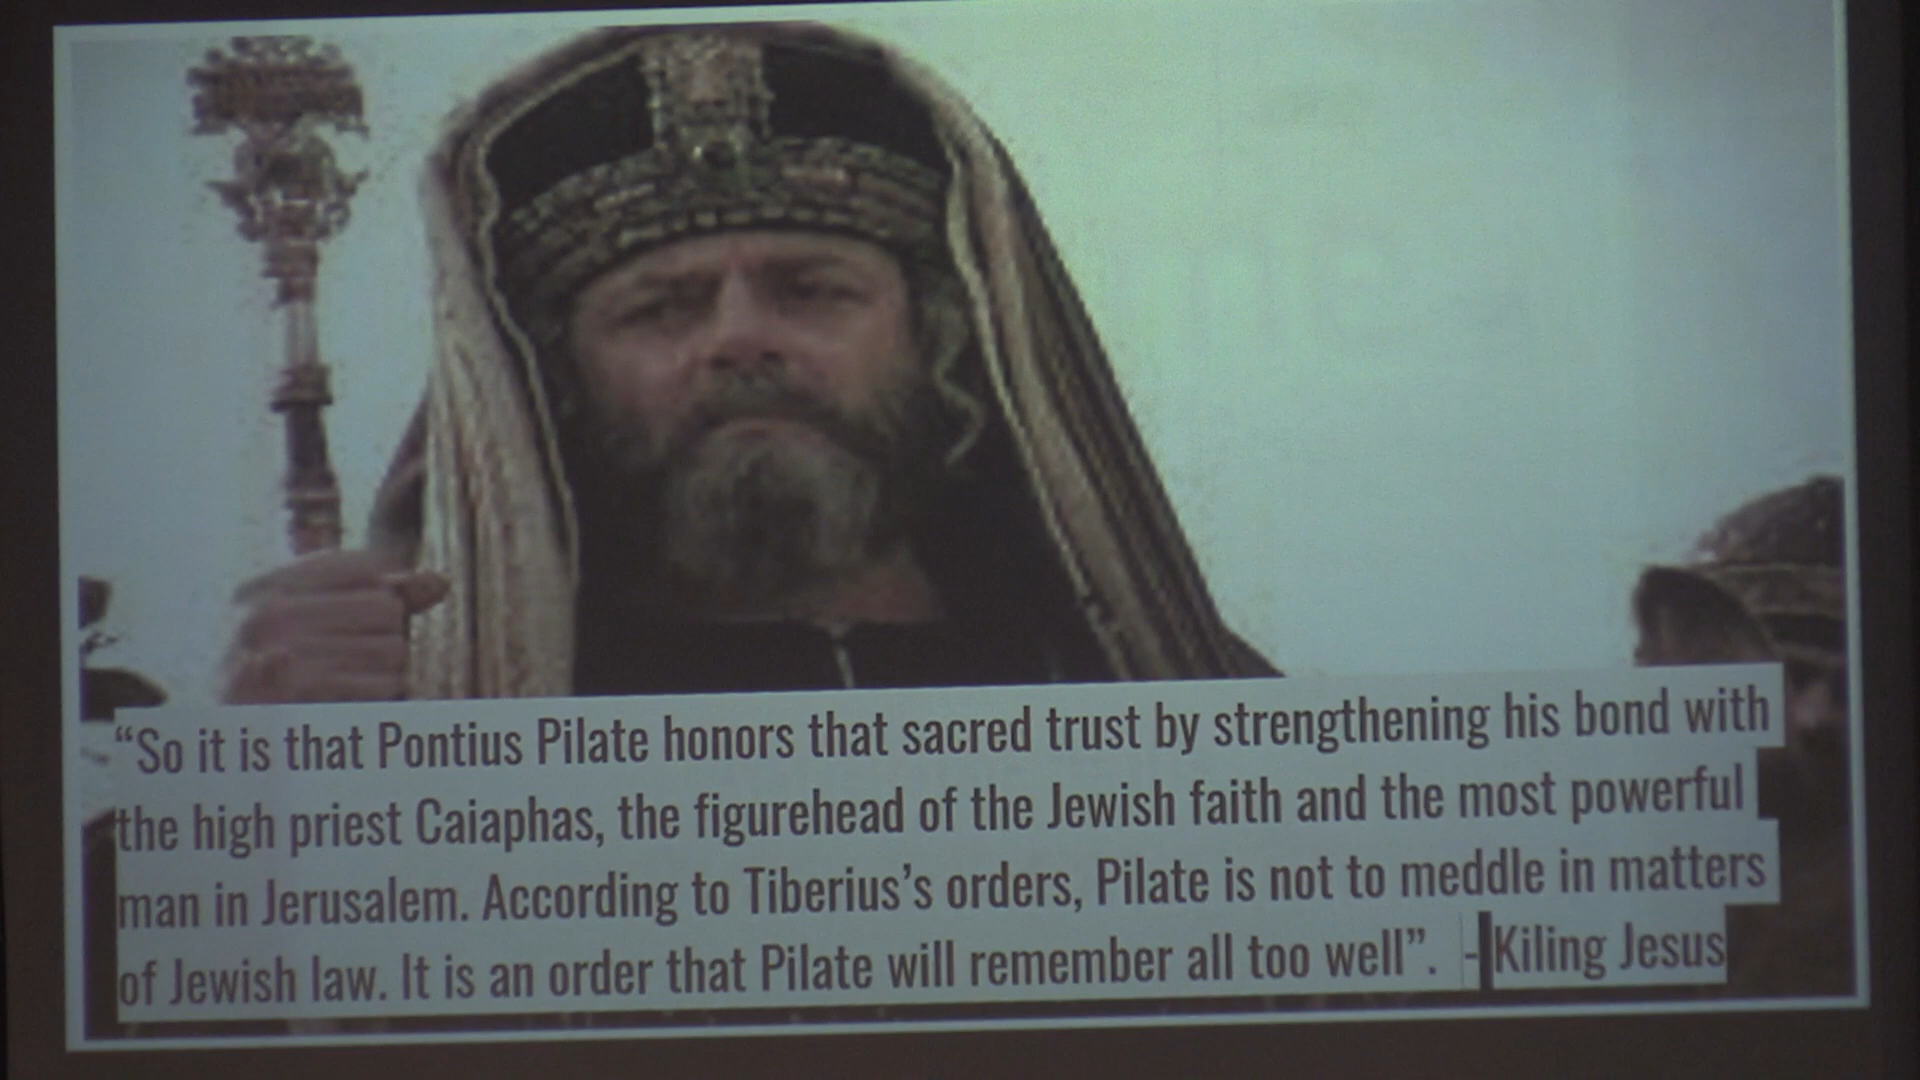 “So it is that Pontius Pilate honors that sacred trust by strengthening his bond with
the high priest Caiaphas, the figurehead of the Jewish faith and the most powerful
man in Jerusalem. According to Tiberius’s orders, Pilate is not to meddle in matters
of Jewish law. It is an order that Pilate will remember all too well”. -Kiling Jesus